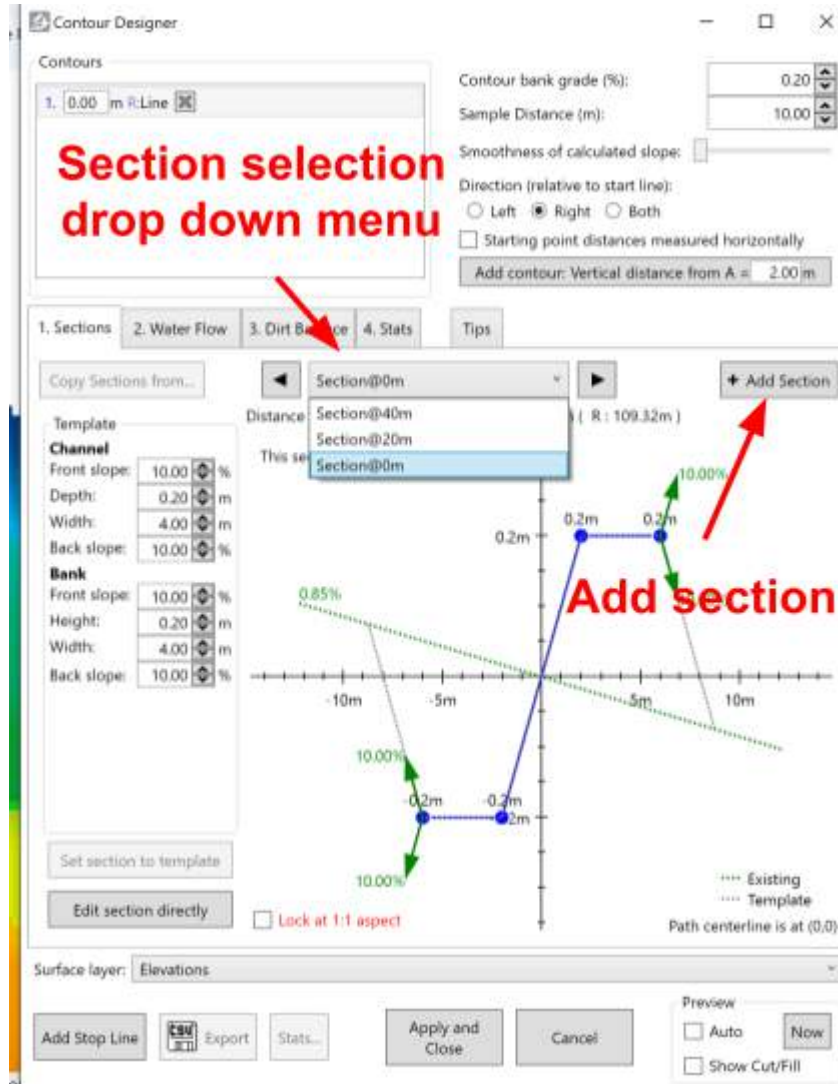 Contour Designer
Contours
1. 0.00 m R:Line
Contour bank grade (%): 0.20
Sample Distance (m): 10.00
Smoothness of calculated slope:
Direction (relative to start line):
Left Right Both
Starting point distances measured horizontally
Add contour: Vertical distance from A = 2.00 m
Section selection
drop down menu
1. Sections 2. Water Flow 3. Dirt Balance 4. Stats Tips
Copy Sections from... Section@0m + Add Section
Section@40m
Section@20m
Section@0m
Distance ( R : 109.32m )
This se
Template
Channel
Front slope: 10.00 %
Depth: 0.20 m
Width: 4.00 m
Back slope: 10.00 %
Bank
Front slope: 10.00 %
Height: 0.20 m
Width: 4.00 m
Back slope: 10.00 %
10.00%
0.2m 0.2m 0.2m
Add section
0.85%
-10m -5m 5m 10m
10.00%
-0.2m -0.2m
2m
10.00%
Set section to template
Edit section directly
Lock at 1:1 aspect
Existing
Template
Path centerline is at (0,0)
Surface layer: Elevations
Add Stop Line CSV Export Stats... Apply and Close Cancel
Preview
Auto Now
Show Cut/Fill